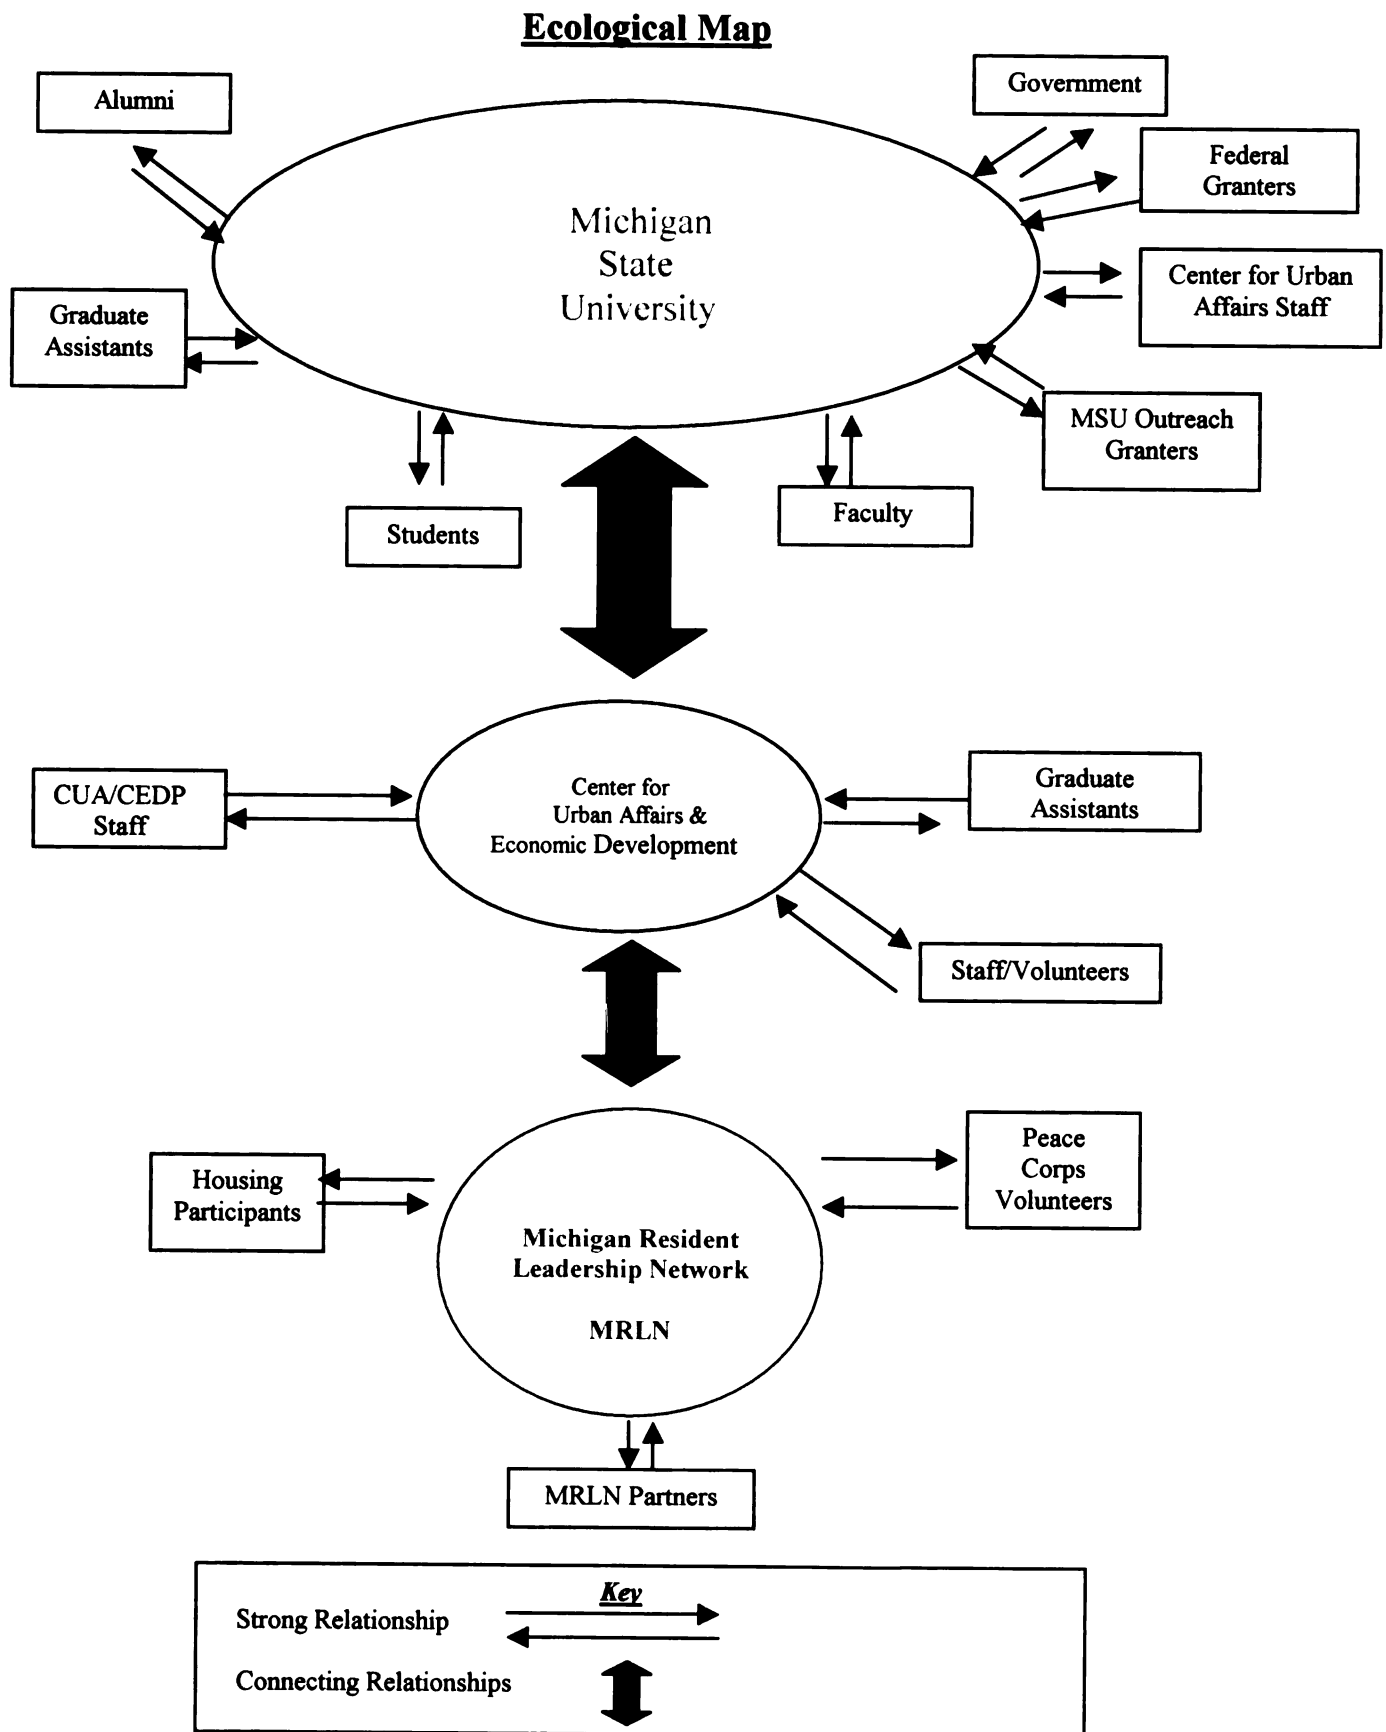 Ecological Map
Alumni
Government
Federal
Granters
Michigan
State
University
Center for Urban
Affairs Staff
Graduate
Assistants
MSU Outreach
Granters
Students
Faculty
CUA/CEDP
Staff
Center for
Urban Affairs &
Economic Development
Graduate
Assistants
Staff/Volunteers
Housing
Participants
Peace
Corps
Volunteers
Michigan Resident
Leadership Network
MRLN
MRLN Partners
Key
Strong Relationship
Connecting Relationships